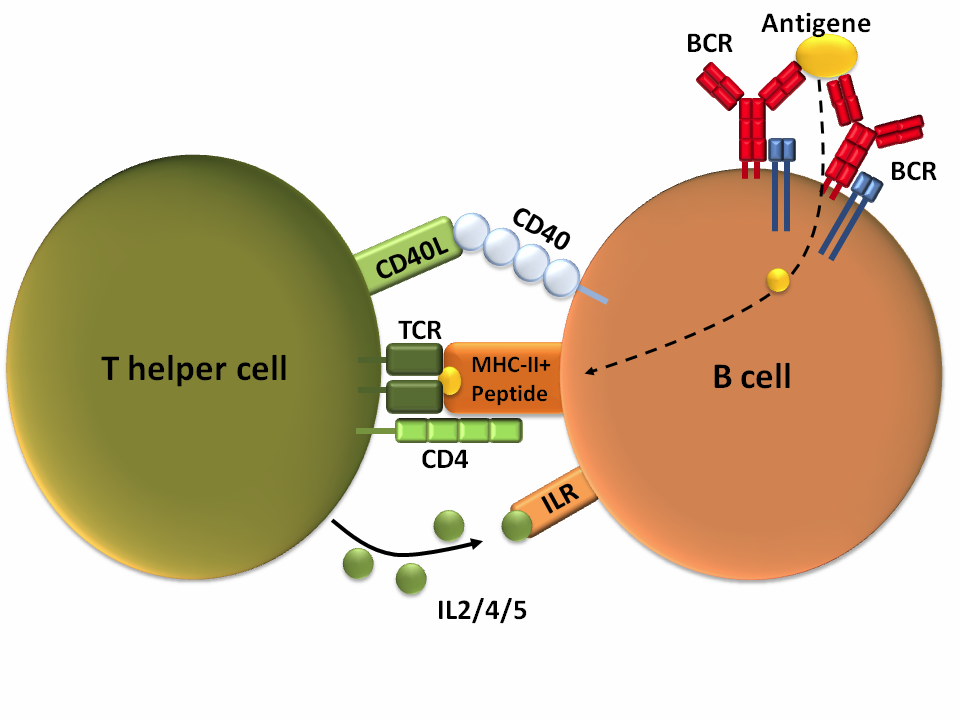 Antigene
BCR
BCR
CD40L
CD40
TCR
MHC-II+
Peptide
T helper cell
B cell
CD4
ILR
IL2/4/5